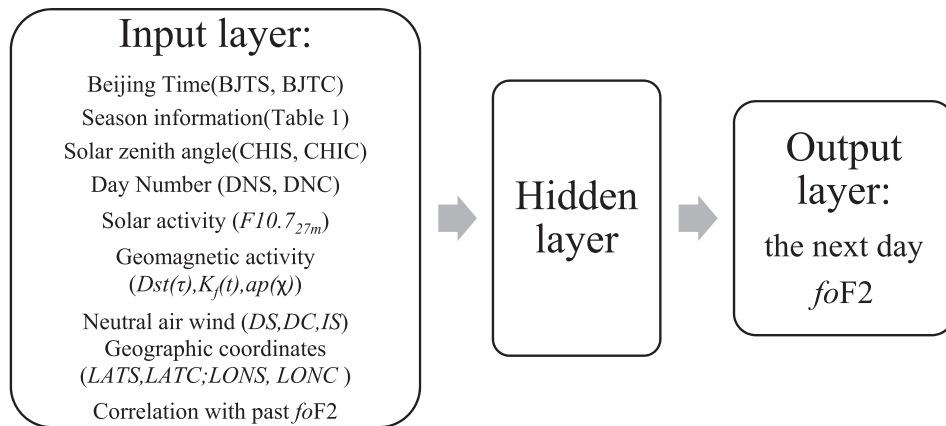 Input layer:
Beijing Time(BJTS, BJTC)
Season information(Table 1)
Solar zenith angle(CHIS, CHIC)
Day Number (DNS, DNC)
Solar activity (F10.7₂₇ₘ)
Geomagnetic activity
(Dst(τ),K_f(t),ap(χ))
Neutral air wind (DS,DC,IS)
Geographic coordinates
(LATS,LATC;LONS, LONC )
Correlation with past foF2
Hidden
layer
Output
layer:
the next day
foF2